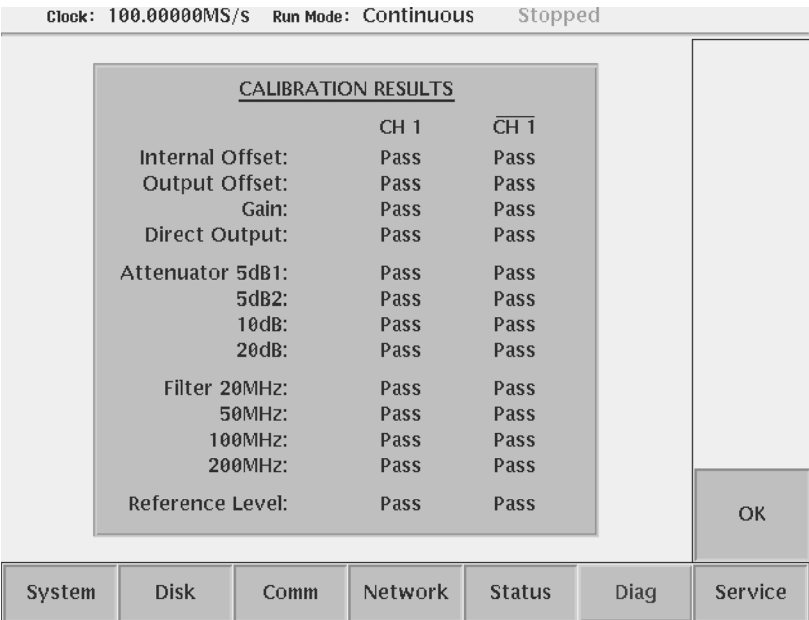 Clock: 100.00000MS/s Run Mode: Continuous Stopped
CALIBRATION RESULTS
CH 1 C̅H̅ ̅1̅
Internal Offset: Pass Pass
Output Offset: Pass Pass
Gain: Pass Pass
Direct Output: Pass Pass
Attenuator 5dB1: Pass Pass
5dB2: Pass Pass
10dB: Pass Pass
20dB: Pass Pass
Filter 20MHz: Pass Pass
50MHz: Pass Pass
100MHz: Pass Pass
200MHz: Pass Pass
Reference Level: Pass Pass
OK
System Disk Comm Network Status Diag Service